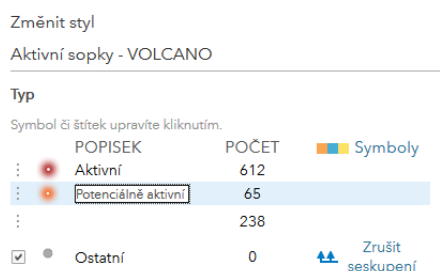 Změnit styl
Aktivní sopky - VOLCANO
Typ
Symbol či štítek upravíte kliknutím.
POPISEK POČET Symboly
Aktivní 612
Potenciálně aktivní 65
238
Ostatní 0 Zrušit seskupení